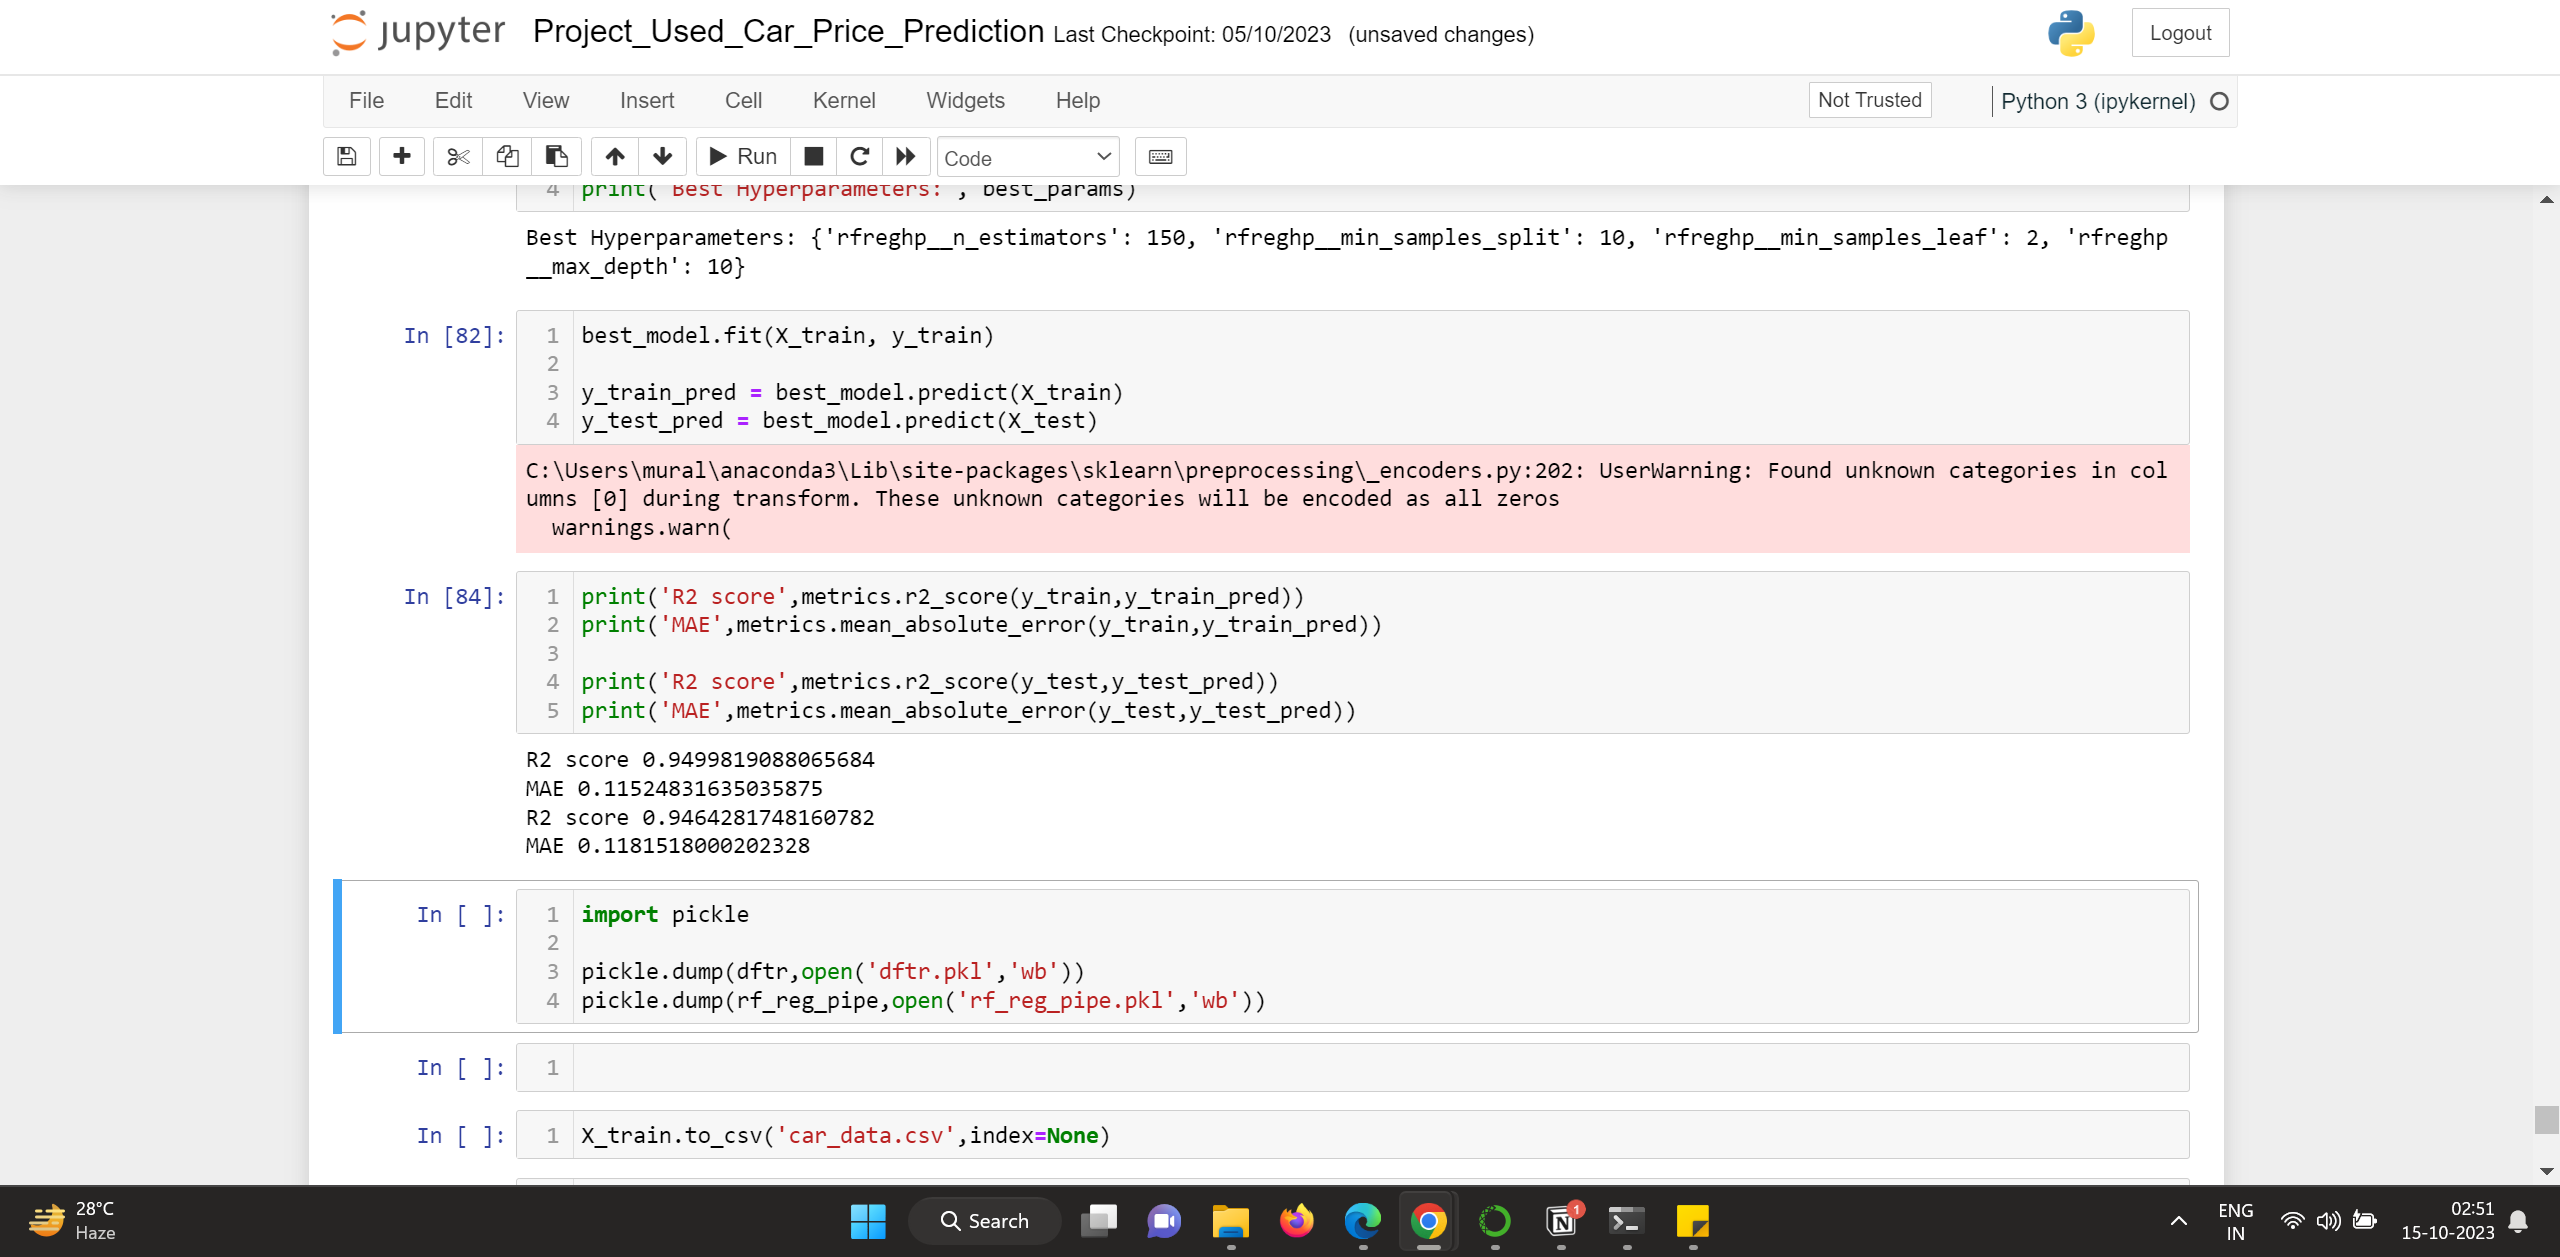 jupyter Project_Used_Car_Price_Prediction Last Checkpoint: 05/10/2023 (unsaved changes) Logout
File Edit View Insert Cell Kernel Widgets Help Not Trusted Python 3 (ipykernel)
Run Code
4 print("Best Hyperparameters:", best_params)
Best Hyperparameters: {'rfreghp__n_estimators': 150, 'rfreghp__min_samples_split': 10, 'rfreghp__min_samples_leaf': 2, 'rfreghp
__max_depth': 10}
In [82]: 1 best_model.fit(X_train, y_train)
2
3 y_train_pred = best_model.predict(X_train)
4 y_test_pred = best_model.predict(X_test)
C:\Users\mural\anaconda3\Lib\site-packages\sklearn\preprocessing\_encoders.py:202: UserWarning: Found unknown categories in col
umns [0] during transform. These unknown categories will be encoded as all zeros
warnings.warn(
In [84]: 1 print('R2 score',metrics.r2_score(y_train,y_train_pred))
2 print('MAE',metrics.mean_absolute_error(y_train,y_train_pred))
3
4 print('R2 score',metrics.r2_score(y_test,y_test_pred))
5 print('MAE',metrics.mean_absolute_error(y_test,y_test_pred))
R2 score 0.9499819088065684
MAE 0.11524831635035875
R2 score 0.9464281748160782
MAE 0.1181518000202328
In [ ]: 1 import pickle
2
3 pickle.dump(dftr,open('dftr.pkl','wb'))
4 pickle.dump(rf_reg_pipe,open('rf_reg_pipe.pkl','wb'))
In [ ]: 1
In [ ]: 1 X_train.to_csv('car_data.csv',index=None)
28°C
Haze
Search
1
ENG
IN
02:51
15-10-2023